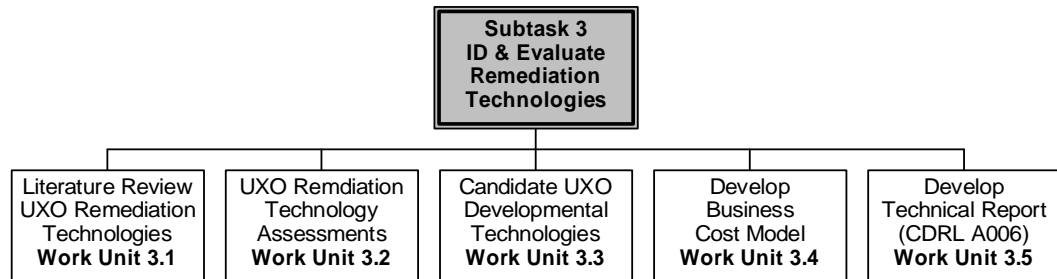 Subtask 3
ID & Evaluate
Remediation
Technologies
Literature Review
UXO Remediation
Technologies
Work Unit 3.1
UXO Remdiation
Technology
Assessments
Work Unit 3.2
Candidate UXO
Developmental
Technologies
Work Unit 3.3
Develop
Business
Cost Model
Work Unit 3.4
Develop
Technical Report
(CDRL A006)
Work Unit 3.5